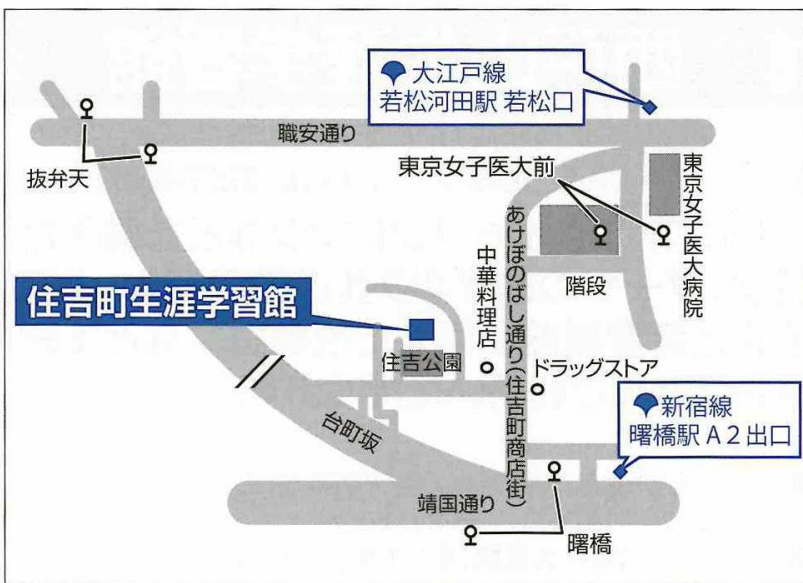 大江戸線
若松河田駅 若松口
職安通り
抜弁天
東京女子医大前
東京女子医大病院
あけぼのばし通り(住吉町商店街)
中華料理店
階段
住吉町生涯学習館
住吉公園
ドラッグストア
台町坂
新宿線
曙橋駅 A2出口
靖国通り
曙橋